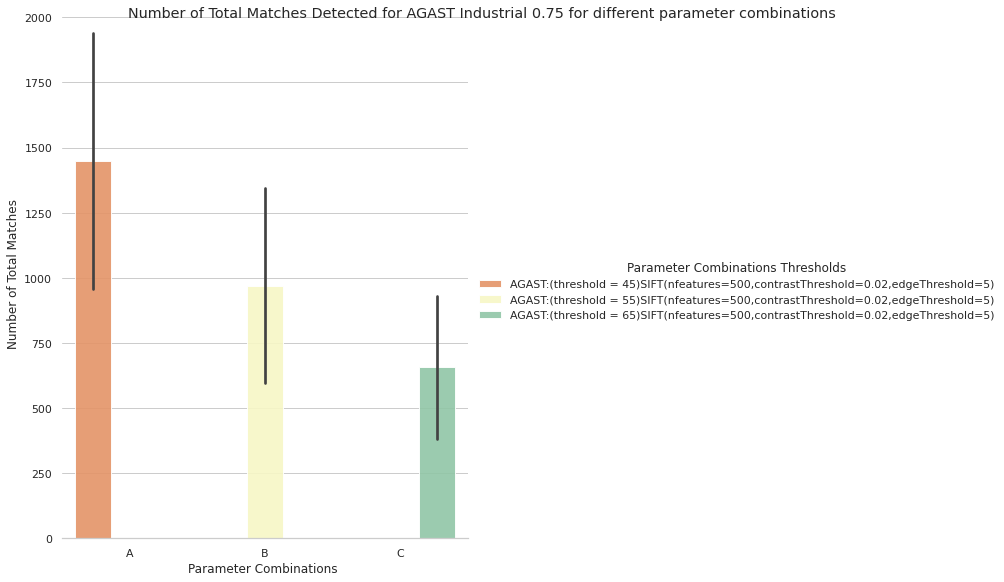 Number of Total Matches Detected for AGAST Industrial 0.75 for different parameter combinations
2000
1750
1500
1250
1000
750
500
250
0
Number of Total Matches
A
B
C
Parameter Combinations
Parameter Combinations Thresholds
AGAST:(threshold = 45)SIFT(nfeatures=500,contrastThreshold=0.02,edgeThreshold=5)
AGAST:(threshold = 55)SIFT(nfeatures=500,contrastThreshold=0.02,edgeThreshold=5)
AGAST:(threshold = 65)SIFT(nfeatures=500,contrastThreshold=0.02,edgeThreshold=5)